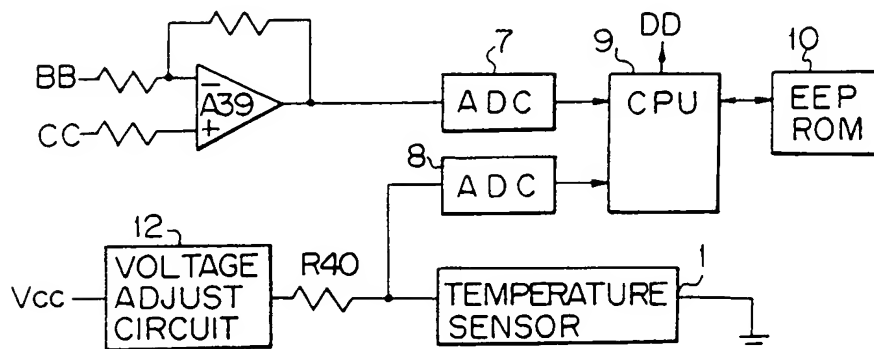 BB
CC
−
A39
+
7
ADC
8
ADC
9
DD
CPU
10
EEP
ROM
12
VOLTAGE
ADJUST
CIRCUIT
Vcc
R40
1
TEMPERATURE
SENSOR